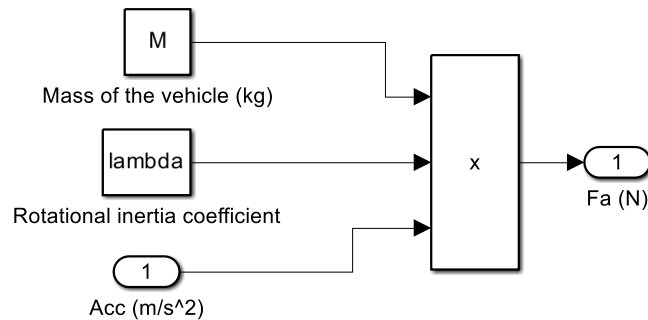 M
Mass of the vehicle (kg)
lambda
Rotational inertia coefficient
1
Acc (m/s^2)
x
1
Fa (N)